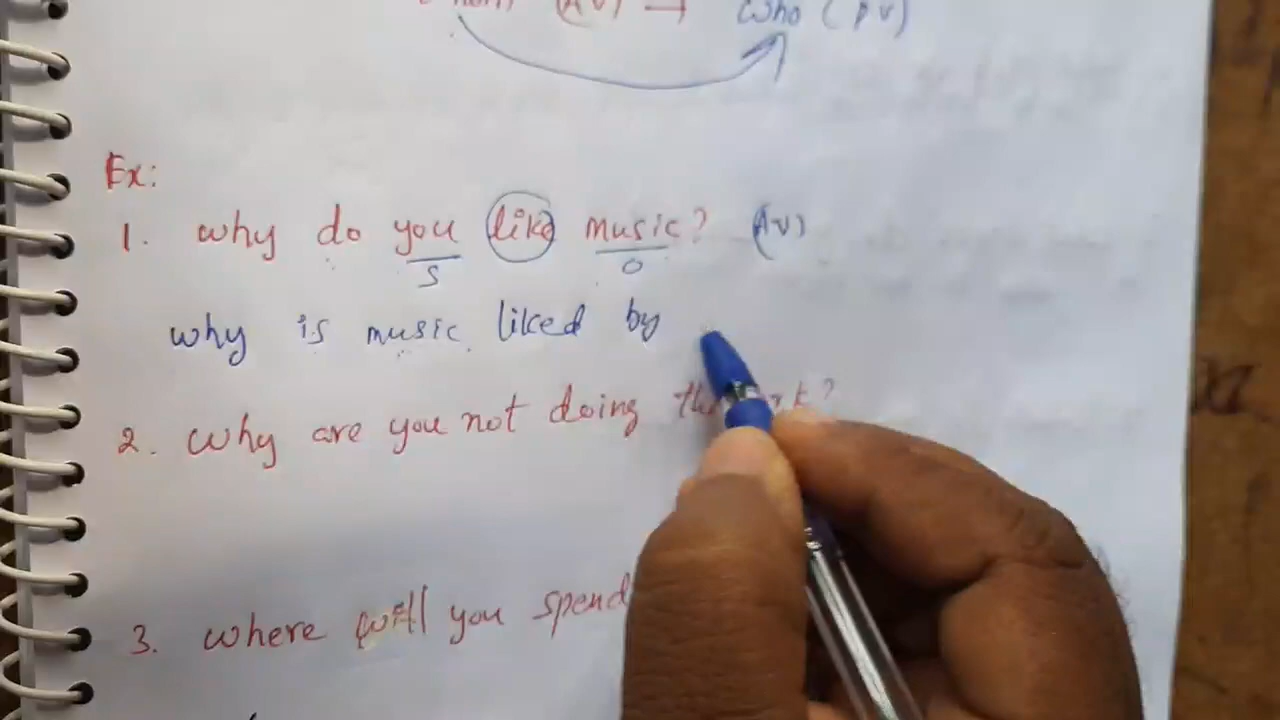 (AV) → Who (PV)
Ex:
1. why do you like music? (AV)
S O
why is music liked by
2. why are you not doing
3. where will you spend